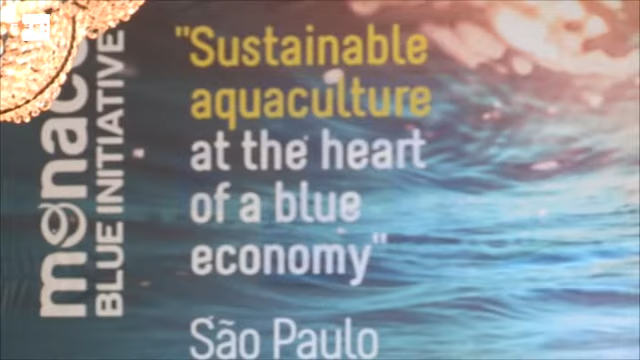 monaco
BLUE INITIATIVE
"Sustainable
aquaculture
at the heart
of a blue
economy"
São Paulo